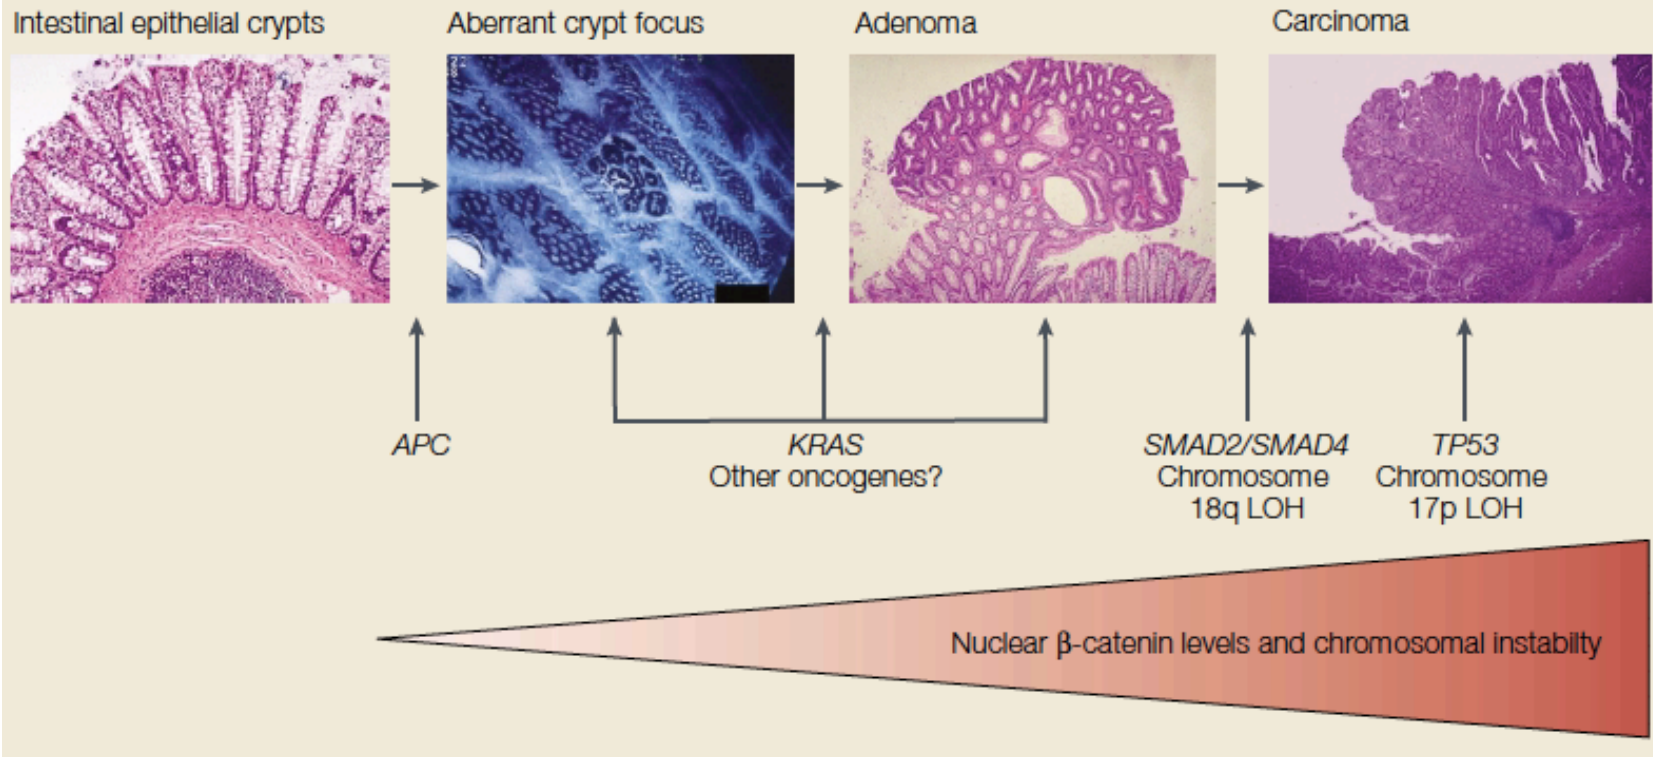 Intestinal epithelial crypts
Aberrant crypt focus
Adenoma
Carcinoma
APC
KRAS
Other oncogenes?
SMAD2/SMAD4
Chromosome
18q LOH
TP53
Chromosome
17p LOH
Nuclear β-catenin levels and chromosomal instabilty